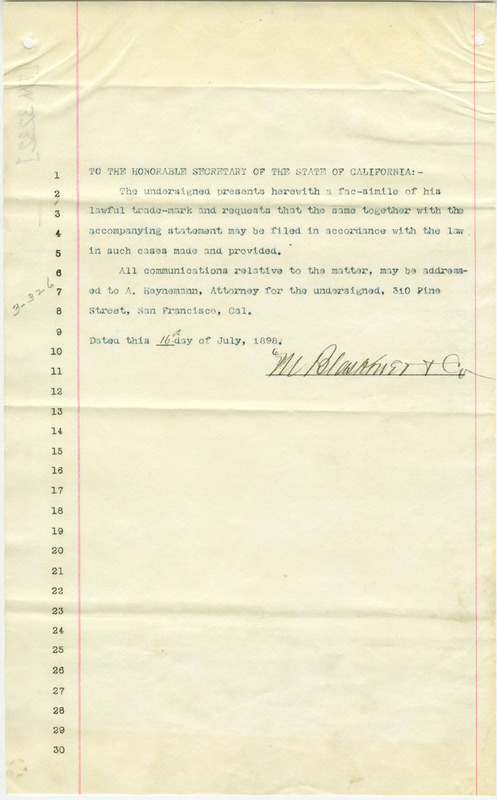 1 TO THE HONORABLE SECRETARY OF THE STATE OF CALIFORNIA:-
2 The undersigned presents herewith a fac-simile of his
3 lawful trade-mark and requests that the same together with the
4 accompanying statement may be filed in accordance with the law
5 in such cases made and provided.
6 All communications relative to the matter, may be address-
7 ed to A. Heynemann, Attorney for the undersigned, 310 Pine
8 Street, San Francisco, Cal.
3-326
9 Dated this 16th day of July, 1898.
10
11 & Co
12
13
14
15
16
17
18
19
20
21
22
23
24
25
26
27
28
29
30